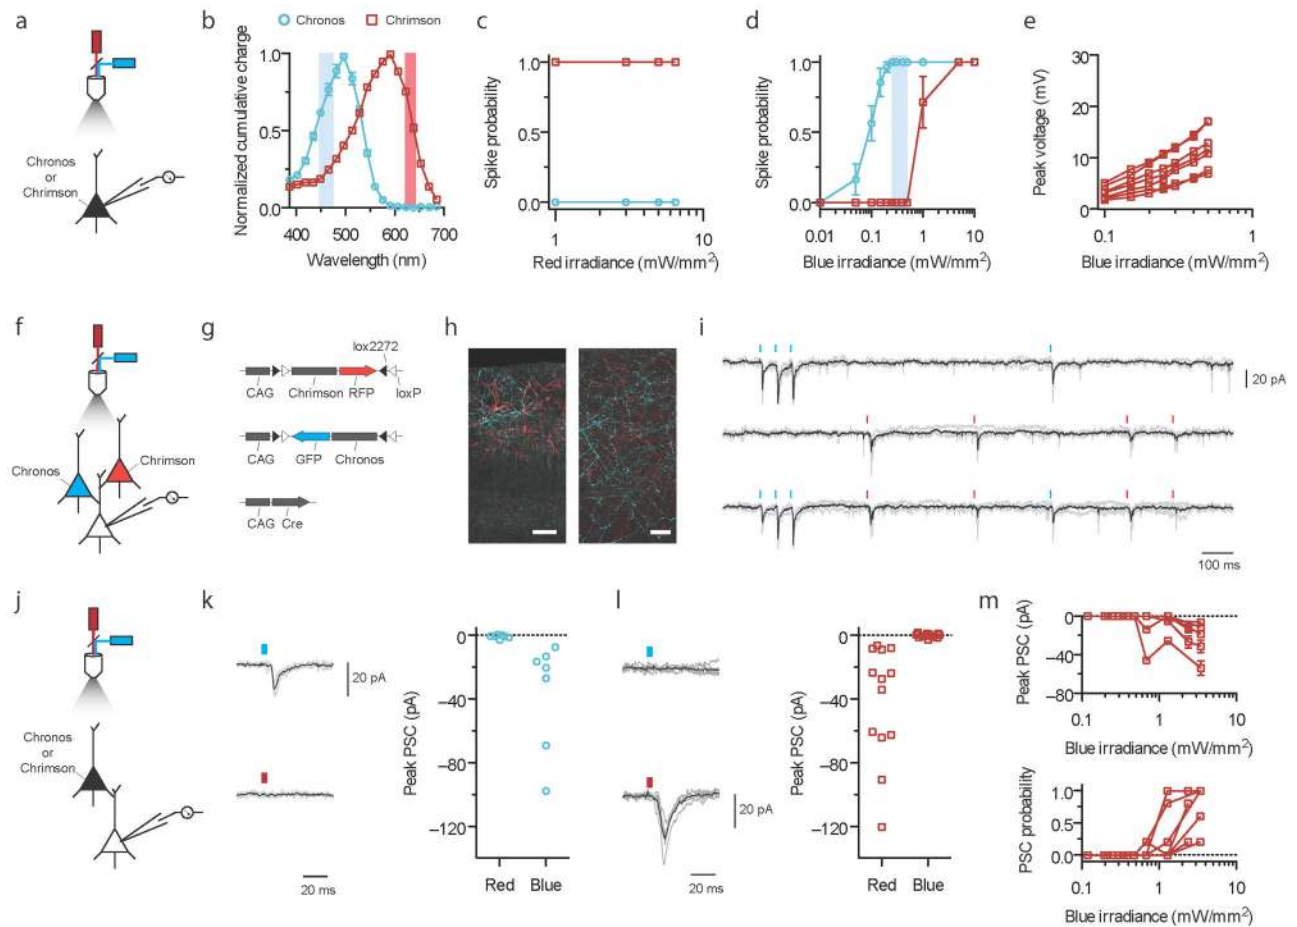 a
Chronos
or
Chrimson
b
Chronos
Chrimson
Normalized cumulative charge
1.0
0.5
0.0
400
500
600
700
Wavelength (nm)
c
Spike probability
1.0
0.5
0.0
1
10
Red irradiance (mW/mm²)
d
Spike probability
1.0
0.5
0.0
0.01
0.1
1
10
Blue irradiance (mW/mm²)
e
Peak voltage (mV)
30
20
10
0
0.1
1
Blue irradiance (mW/mm²)
f
Chronos
Chrimson
g
lox2272
CAG
Chrimson
RFP
loxP
CAG
GFP
Chronos
CAG
Cre
h
i
20 pA
100 ms
j
Chronos
or
Chrimson
k
20 pA
20 ms
Peak PSC (pA)
0
−40
−80
−120
Red
Blue
l
20 pA
20 ms
Peak PSC (pA)
0
−40
−80
−120
Red
Blue
m
Peak PSC (pA)
0
−40
−80
0.1
1
10
Blue irradiance (mW/mm²)
PSC probability
1.0
0.5
0.0
0.1
1
10
Blue irradiance (mW/mm²)